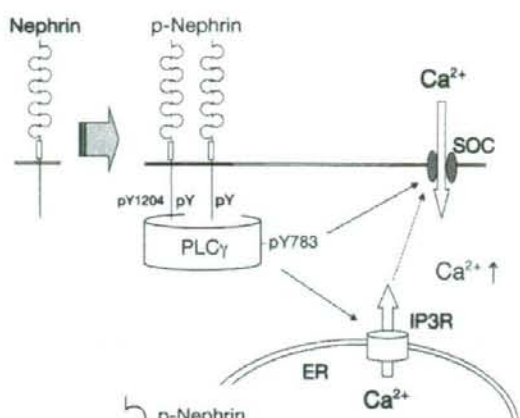 Nephrin
p-Nephrin
Ca²⁺
SOC
pY1204
pY
pY
PLCγ
pY783
Ca²⁺ ↑
IP3R
ER
Ca²⁺
p-Nephrin